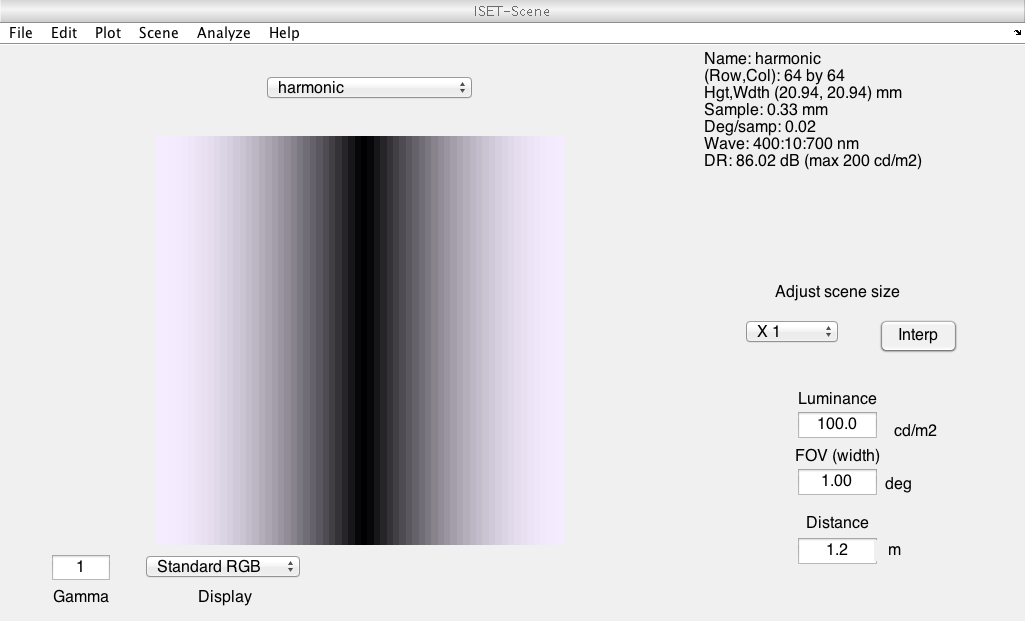 ISET-Scene
File Edit Plot Scene Analyze Help
harmonic
Name: harmonic
(Row,Col): 64 by 64
Hgt,Wdth (20.94, 20.94) mm
Sample: 0.33 mm
Deg/samp: 0.02
Wave: 400:10:700 nm
DR: 86.02 dB (max 200 cd/m2)
Adjust scene size
X 1 Interp
Luminance
100.0 cd/m2
FOV (width)
1.00 deg
Distance
1.2 m
1 Standard RGB
Gamma Display